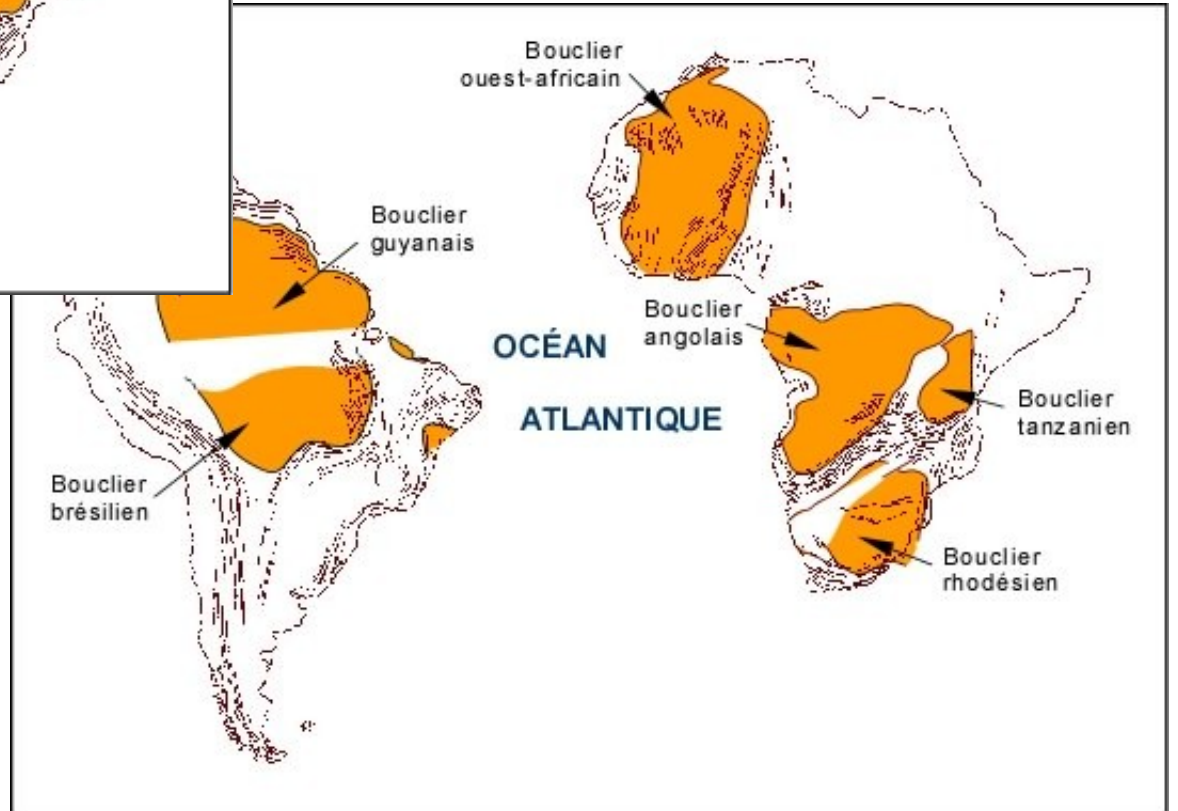 Bouclier
ouest-africain
Bouclier
guyanais
Bouclier
angolais
OCÉAN
ATLANTIQUE
Bouclier
tanzanien
Bouclier
brésilien
Bouclier
rhodésien